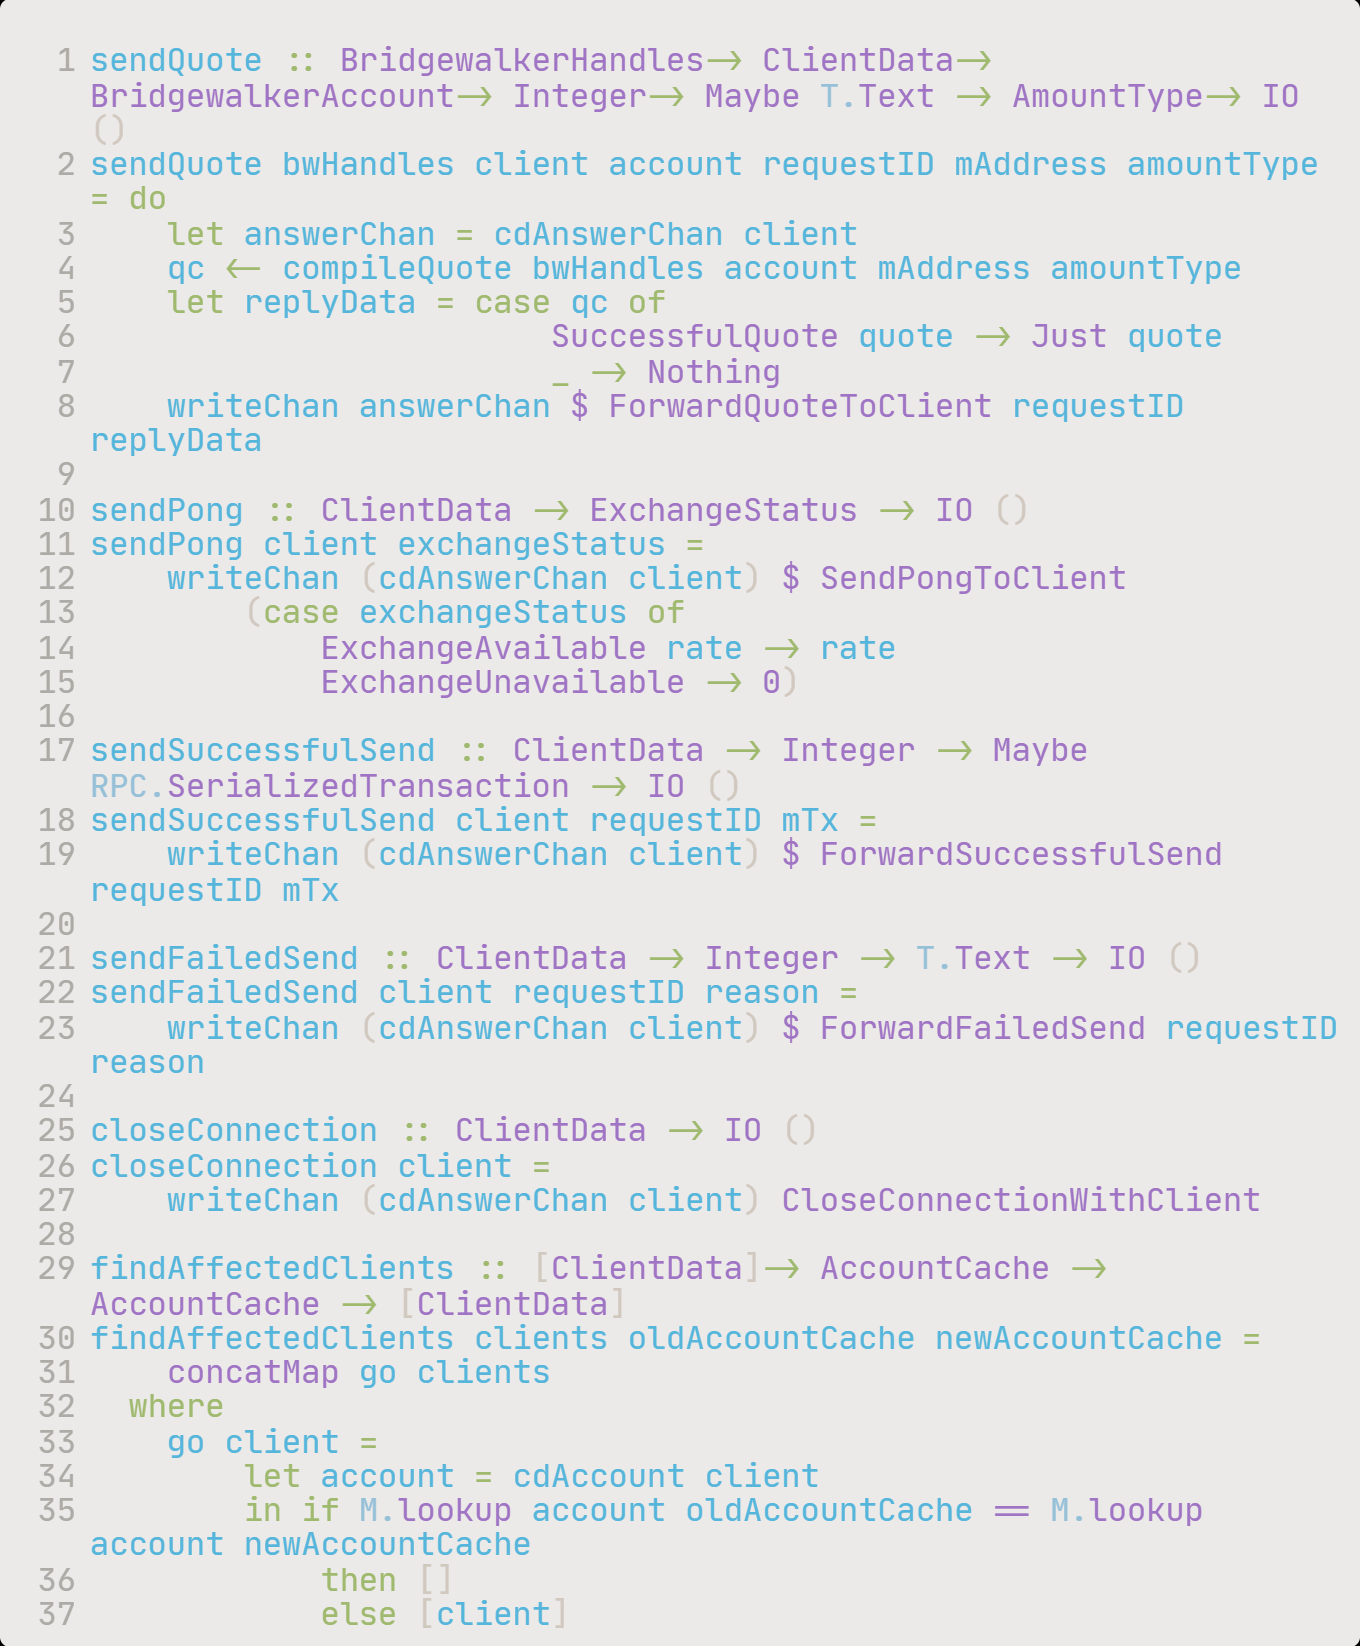 1 sendQuote :: BridgewalkerHandles-> ClientData->
BridgewalkerAccount-> Integer-> Maybe T.Text -> AmountType-> IO
()
2 sendQuote bwHandles client account requestID mAddress amountType
= do
3     let answerChan = cdAnswerChan client
4     qc <- compileQuote bwHandles account mAddress amountType
5     let replyData = case qc of
6                         SuccessfulQuote quote -> Just quote
7                         _ -> Nothing
8     writeChan answerChan $ ForwardQuoteToClient requestID
replyData
9
10 sendPong :: ClientData -> ExchangeStatus -> IO ()
11 sendPong client exchangeStatus =
12     writeChan (cdAnswerChan client) $ SendPongToClient
13         (case exchangeStatus of
14             ExchangeAvailable rate -> rate
15             ExchangeUnavailable -> 0)
16
17 sendSuccessfulSend :: ClientData -> Integer -> Maybe
RPC.SerializedTransaction -> IO ()
18 sendSuccessfulSend client requestID mTx =
19     writeChan (cdAnswerChan client) $ ForwardSuccessfulSend
requestID mTx
20
21 sendFailedSend :: ClientData -> Integer -> T.Text -> IO ()
22 sendFailedSend client requestID reason =
23     writeChan (cdAnswerChan client) $ ForwardFailedSend requestID
reason
24
25 closeConnection :: ClientData -> IO ()
26 closeConnection client =
27     writeChan (cdAnswerChan client) CloseConnectionWithClient
28
29 findAffectedClients :: [ClientData]-> AccountCache ->
AccountCache -> [ClientData]
30 findAffectedClients clients oldAccountCache newAccountCache =
31     concatMap go clients
32   where
33     go client =
34         let account = cdAccount client
35         in if M.lookup account oldAccountCache == M.lookup
account newAccountCache
36             then []
37             else [client]